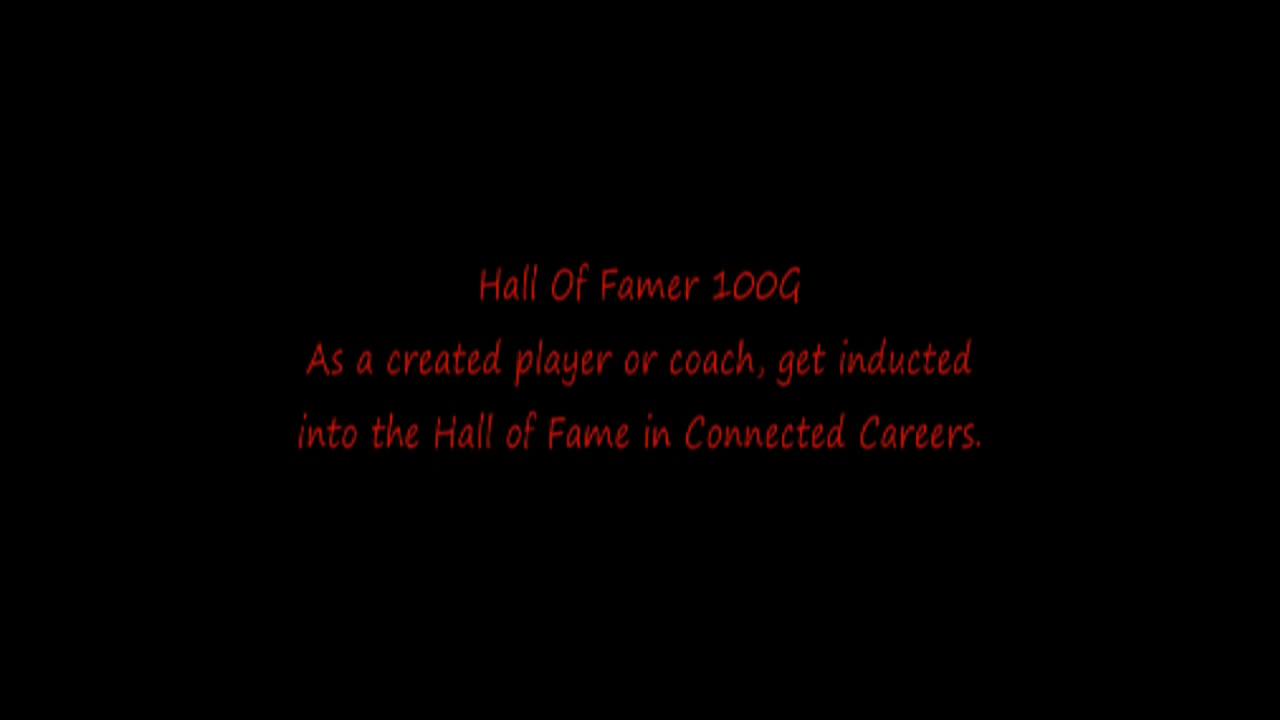 Hall Of Famer 100G
As a created player or coach, get inducted
into the Hall of Fame in Connected Careers.